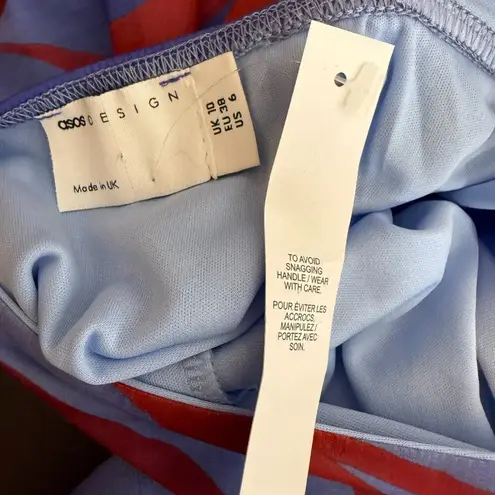 asos DESIGN
Made in UK
UK 10
EU 38
US 6
TO AVOID
SNAGGING
HANDLE / WEAR
WITH CARE.
POUR ÉVITER LES
ACCROCS,
MANIPULEZ /
PORTEZ AVEC
SOIN.